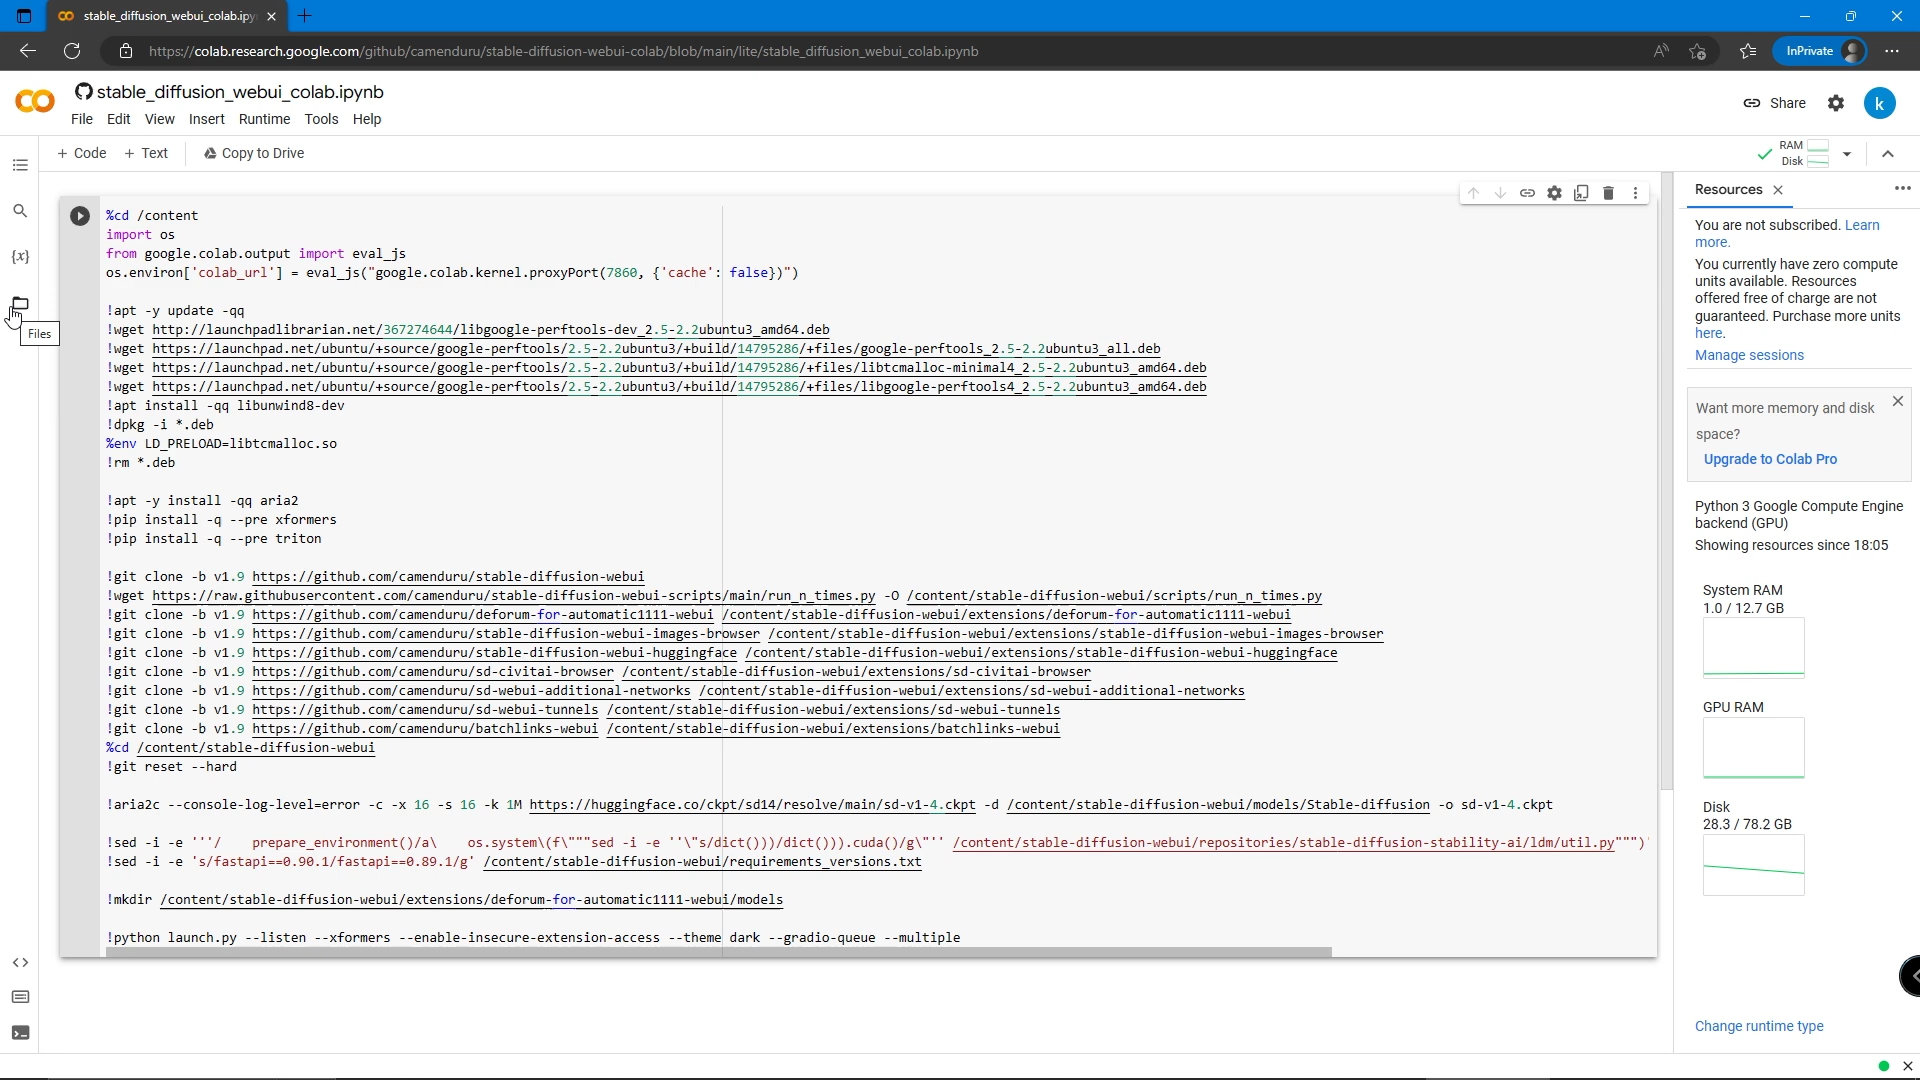 stable_diffusion_webui_colab.ipy
https://colab.research.google.com/github/camenduru/stable-diffusion-webui-colab/blob/main/lite/stable_diffusion_webui_colab.ipynb
InPrivate
stable_diffusion_webui_colab.ipynb
File Edit View Insert Runtime Tools Help
Share
k
+ Code + Text
Copy to Drive
RAM
Disk
{x}
Files
%cd /content
import os
from google.colab.output import eval_js
os.environ['colab_url'] = eval_js("google.colab.kernel.proxyPort(7860, {'cache': false})")
!apt -y update -qq
!wget http://launchpadlibrarian.net/367274644/libgoogle-perftools-dev_2.5-2.2ubuntu3_amd64.deb
!wget https://launchpad.net/ubuntu/+source/google-perftools/2.5-2.2ubuntu3/+build/14795286/+files/google-perftools_2.5-2.2ubuntu3_all.deb
!wget https://launchpad.net/ubuntu/+source/google-perftools/2.5-2.2ubuntu3/+build/14795286/+files/libtcmalloc-minimal4_2.5-2.2ubuntu3_amd64.deb
!wget https://launchpad.net/ubuntu/+source/google-perftools/2.5-2.2ubuntu3/+build/14795286/+files/libgoogle-perftools4_2.5-2.2ubuntu3_amd64.deb
!apt install -qq libunwind8-dev
!dpkg -i *.deb
%env LD_PRELOAD=libtcmalloc.so
!rm *.deb
!apt -y install -qq aria2
!pip install -q --pre xformers
!pip install -q --pre triton
!git clone -b v1.9 https://github.com/camenduru/stable-diffusion-webui
!wget https://raw.githubusercontent.com/camenduru/stable-diffusion-webui-scripts/main/run_n_times.py -O /content/stable-diffusion-webui/scripts/run_n_times.py
!git clone -b v1.9 https://github.com/camenduru/deforum-for-automatic1111-webui /content/stable-diffusion-webui/extensions/deforum-for-automatic1111-webui
!git clone -b v1.9 https://github.com/camenduru/stable-diffusion-webui-images-browser /content/stable-diffusion-webui/extensions/stable-diffusion-webui-images-browser
!git clone -b v1.9 https://github.com/camenduru/stable-diffusion-webui-huggingface /content/stable-diffusion-webui/extensions/stable-diffusion-webui-huggingface
!git clone -b v1.9 https://github.com/camenduru/sd-civitai-browser /content/stable-diffusion-webui/extensions/sd-civitai-browser
!git clone -b v1.9 https://github.com/camenduru/sd-webui-additional-networks /content/stable-diffusion-webui/extensions/sd-webui-additional-networks
!git clone -b v1.9 https://github.com/camenduru/sd-webui-tunnels /content/stable-diffusion-webui/extensions/sd-webui-tunnels
!git clone -b v1.9 https://github.com/camenduru/batchlinks-webui /content/stable-diffusion-webui/extensions/batchlinks-webui
%cd /content/stable-diffusion-webui
!git reset --hard
!aria2c --console-log-level=error -c -x 16 -s 16 -k 1M https://huggingface.co/ckpt/sd14/resolve/main/sd-v1-4.ckpt -d /content/stable-diffusion-webui/models/Stable-diffusion -o sd-v1-4.ckpt
!sed -i -e '''/    prepare_environment()/a\    os.system\(f\"""sed -i -e ''\"s/dict()))/dict())).cuda()/g\"'' /content/stable-diffusion-webui/repositories/stable-diffusion-stability-ai/ldm/util.py""")'
!sed -i -e 's/fastapi==0.90.1/fastapi==0.89.1/g' /content/stable-diffusion-webui/requirements_versions.txt
!mkdir /content/stable-diffusion-webui/extensions/deforum-for-automatic1111-webui/models
!python launch.py --listen --xformers --enable-insecure-extension-access --theme dark --gradio-queue --multiple
Resources
You are not subscribed. Learn
more.
You currently have zero compute
units available. Resources
offered free of charge are not
guaranteed. Purchase more units
here.
Manage sessions
Want more memory and disk
space?
Upgrade to Colab Pro
Python 3 Google Compute Engine
backend (GPU)
Showing resources since 18:05
System RAM
1.0 / 12.7 GB
GPU RAM
Disk
28.3 / 78.2 GB
Change runtime type